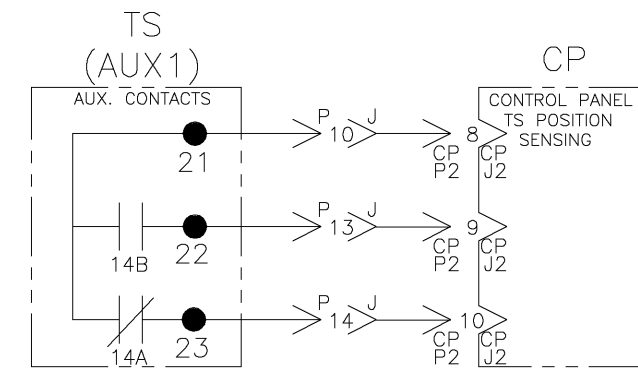 TS
(AUX1)
AUX. CONTACTS
CP
CONTROL PANEL
TS POSITION
SENSING
21
P 10 J
8
CP CP
P2 J2
14B
22
P 13 J
9
CP CP
P2 J2
14A
23
P 14 J
10
CP CP
P2 J2